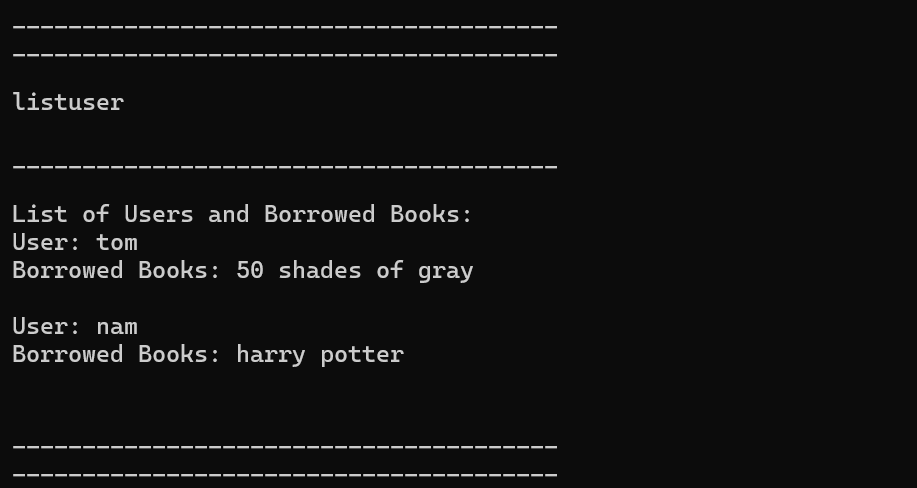 ---------------------------------------
---------------------------------------
listuser
---------------------------------------
List of Users and Borrowed Books:
User: tom
Borrowed Books: 50 shades of gray
User: nam
Borrowed Books: harry potter
---------------------------------------
---------------------------------------